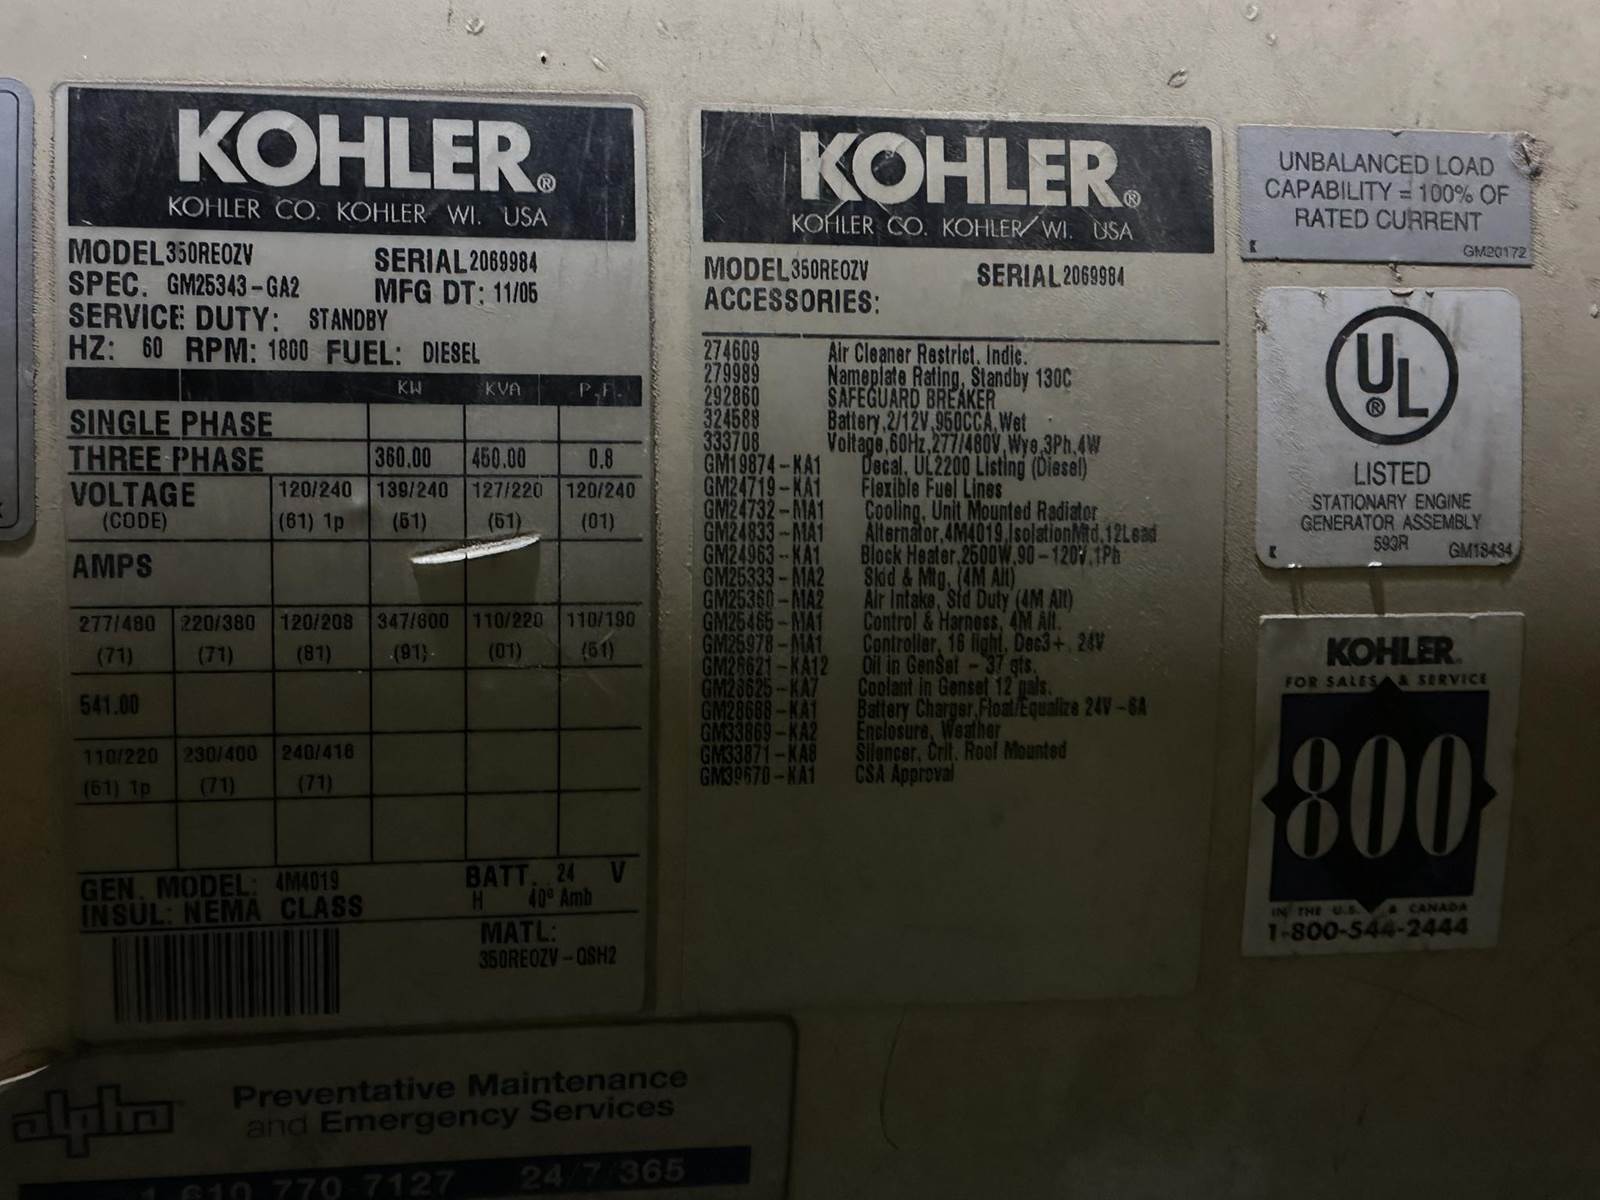 KOHLER®
KOHLER CO. KOHLER WI. USA
MODEL 350REOZV SERIAL 2069984
SPEC. GM25343-GA2 MFG DT: 11/05
SERVICE DUTY: STANDBY
HZ: 60 RPM: 1800 FUEL: DIESEL
KW KVA P.F.
SINGLE PHASE
THREE PHASE 360.00 450.00 0.8
VOLTAGE 120/240 139/240 127/220 120/240
(CODE) (61) 1p (51) (61) (01)
AMPS
277/480 220/380 120/208 347/600 110/220 110/190
(71) (71) (81) (91) (01) (61)
541.00
110/220 230/400 240/416
(61) 1p (71) (71)
GEN. MODEL: 4M4019 BATT. 24 V
INSUL: NEMA CLASS H 40° Amb
MATL:
350REOZV-QSH2
KOHLER®
KOHLER CO. KOHLER WI. USA
MODEL 350REOZV SERIAL 2069984
ACCESSORIES:
274609 Air Cleaner Restrict. Indic.
279989 Nameplate Rating, Standby 130C
292860 SAFEGUARD BREAKER
324588 Battery,2/12V,950CCA,Wet
333708 Voltage,60Hz,277/480V,Wye,3Ph,4W
GM19874-KA1 Decal, UL2200 Listing (Diesel)
GM24719-KA1 Flexible Fuel Lines
GM24732-MA1 Cooling, Unit Mounted Radiator
GM24833-MA1 Alternator,4M4019,IsolationMtd,12Lead
GM24963-KA1 Block Heater,2500W,90-120V,1Ph
GM25333-MA2 Skid & Mtg, (4M Alt)
GM25360-MA2 Air Intake, Std Duty (4M Alt)
GM25465-MA1 Control & Harness, 4M Alt.
GM25978-MA1 Controller, 16 light, Dec3+, 24V
GM26621-KA12 Oil in GenSet - 37 qts.
GM26625-KA7 Coolant in Genset 12 gals.
GM28688-KA1 Battery Charger,Float/Equalize 24V-6A
GM33869-KA2 Enclosure, Weather
GM33871-KA8 Silencer, Crit. Roof Mounted
GM39670-KA1 CSA Approval
UNBALANCED LOAD
CAPABILITY = 100% OF
RATED CURRENT
K GM20172
UL®
LISTED
STATIONARY ENGINE
GENERATOR ASSEMBLY
593R
K GM18434
KOHLER®
FOR SALES & SERVICE
800
IN THE U.S. & CANADA
1-800-544-2444
alpha
Preventative Maintenance
and Emergency Services
1 610 770 7127 24/7/365